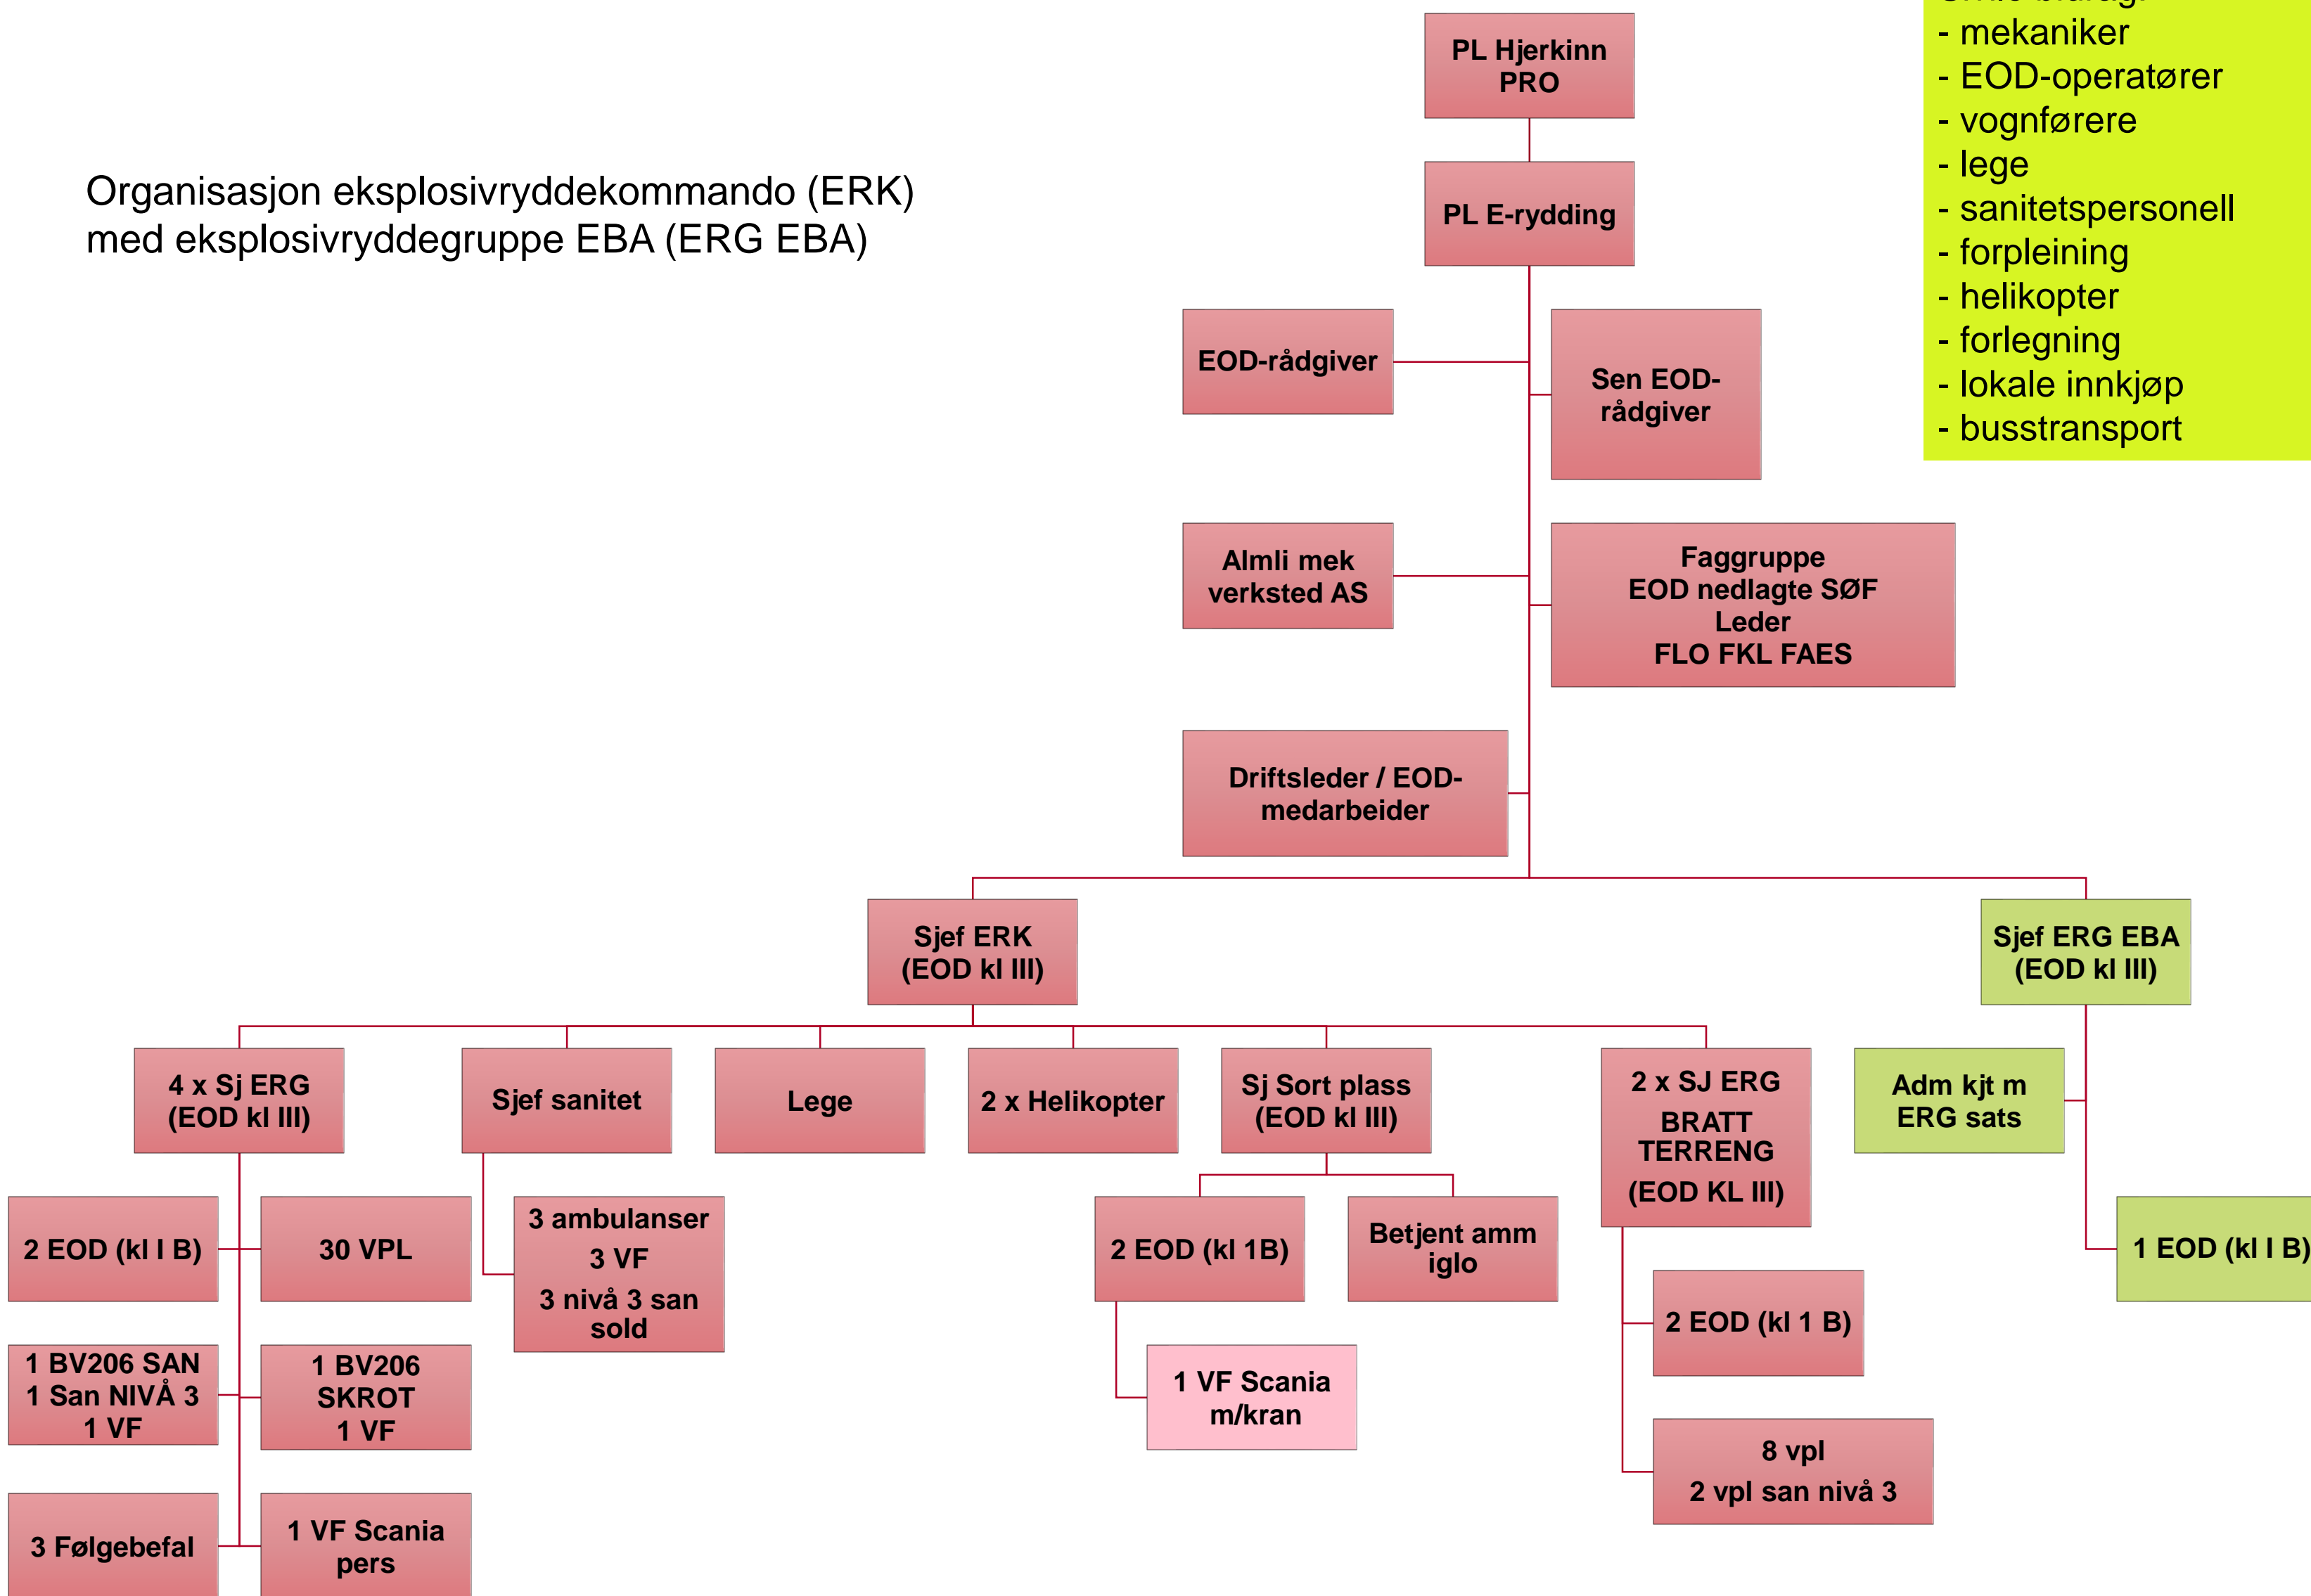 Organisasjon eksplosivryddekommando (ERK)
med eksplosivryddegruppe EBA (ERG EBA)
- mekaniker
- EOD-operatører
- vognførere
- lege
- sanitetspersonell
- forpleining
- helikopter
- forlegning
- lokale innkjøp
- busstransport
PL Hjerkinn
PRO
PL E-rydding
EOD-rådgiver
Sen EOD-
rådgiver
Almli mek
verksted AS
Faggruppe
EOD nedlagte SØF
Leder
FLO FKL FAES
Driftsleder / EOD-
medarbeider
Sjef ERK
(EOD kl III)
Sjef ERG EBA
(EOD kl III)
4 x Sj ERG
(EOD kl III)
Sjef sanitet
Lege
2 x Helikopter
Sj Sort plass
(EOD kl III)
2 x SJ ERG
BRATT
TERRENG
(EOD KL III)
Adm kjt m
ERG sats
2 EOD (kl I B)
30 VPL
3 ambulanser
3 VF
3 nivå 3 san
sold
2 EOD (kl 1B)
Betjent amm
iglo
1 EOD (kl I B)
2 EOD (kl 1 B)
1 BV206 SAN
1 San NIVÅ 3
1 VF
1 BV206
SKROT
1 VF
1 VF Scania
m/kran
8 vpl
2 vpl san nivå 3
3 Følgebefal
1 VF Scania
pers